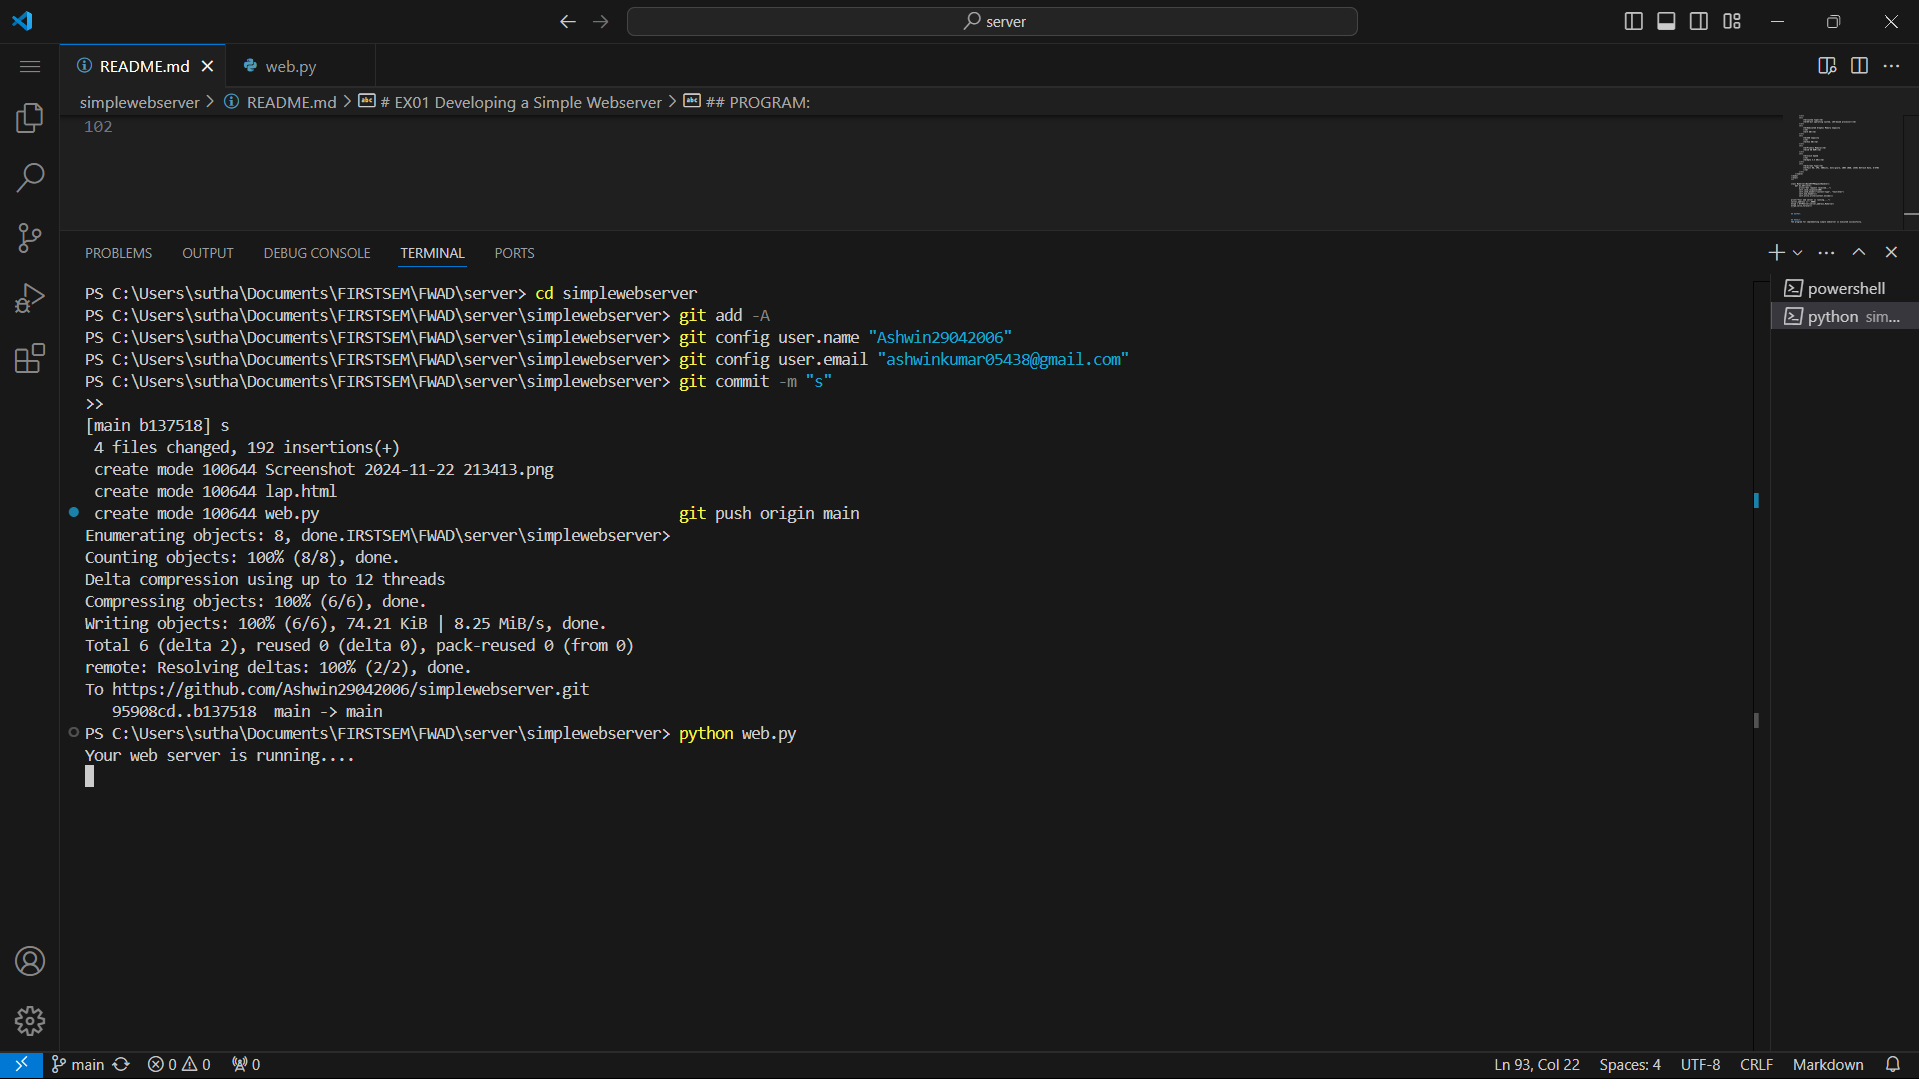 server
README.md
web.py
simplewebserver > README.md > # EX01 Developing a Simple Webserver > ## PROGRAM:
102
PROBLEMS OUTPUT DEBUG CONSOLE TERMINAL PORTS
powershell
python sim...
PS C:\Users\sutha\Documents\FIRSTSEM\FWAD\server> cd simplewebserver
PS C:\Users\sutha\Documents\FIRSTSEM\FWAD\server\simplewebserver> git add -A
PS C:\Users\sutha\Documents\FIRSTSEM\FWAD\server\simplewebserver> git config user.name "Ashwin29042006"
PS C:\Users\sutha\Documents\FIRSTSEM\FWAD\server\simplewebserver> git config user.email "ashwinkumar05438@gmail.com"
PS C:\Users\sutha\Documents\FIRSTSEM\FWAD\server\simplewebserver> git commit -m "s"
>>
[main b137518] s
4 files changed, 192 insertions(+)
create mode 100644 Screenshot 2024-11-22 213413.png
create mode 100644 lap.html
create mode 100644 web.py git push origin main
Enumerating objects: 8, done.IRSTSEM\FWAD\server\simplewebserver>
Counting objects: 100% (8/8), done.
Delta compression using up to 12 threads
Compressing objects: 100% (6/6), done.
Writing objects: 100% (6/6), 74.21 KiB | 8.25 MiB/s, done.
Total 6 (delta 2), reused 0 (delta 0), pack-reused 0 (from 0)
remote: Resolving deltas: 100% (2/2), done.
To https://github.com/Ashwin29042006/simplewebserver.git
95908cd..b137518 main -> main
PS C:\Users\sutha\Documents\FIRSTSEM\FWAD\server\simplewebserver> python web.py
Your web server is running....
main 0 0 0 Ln 93, Col 22 Spaces: 4 UTF-8 CRLF Markdown